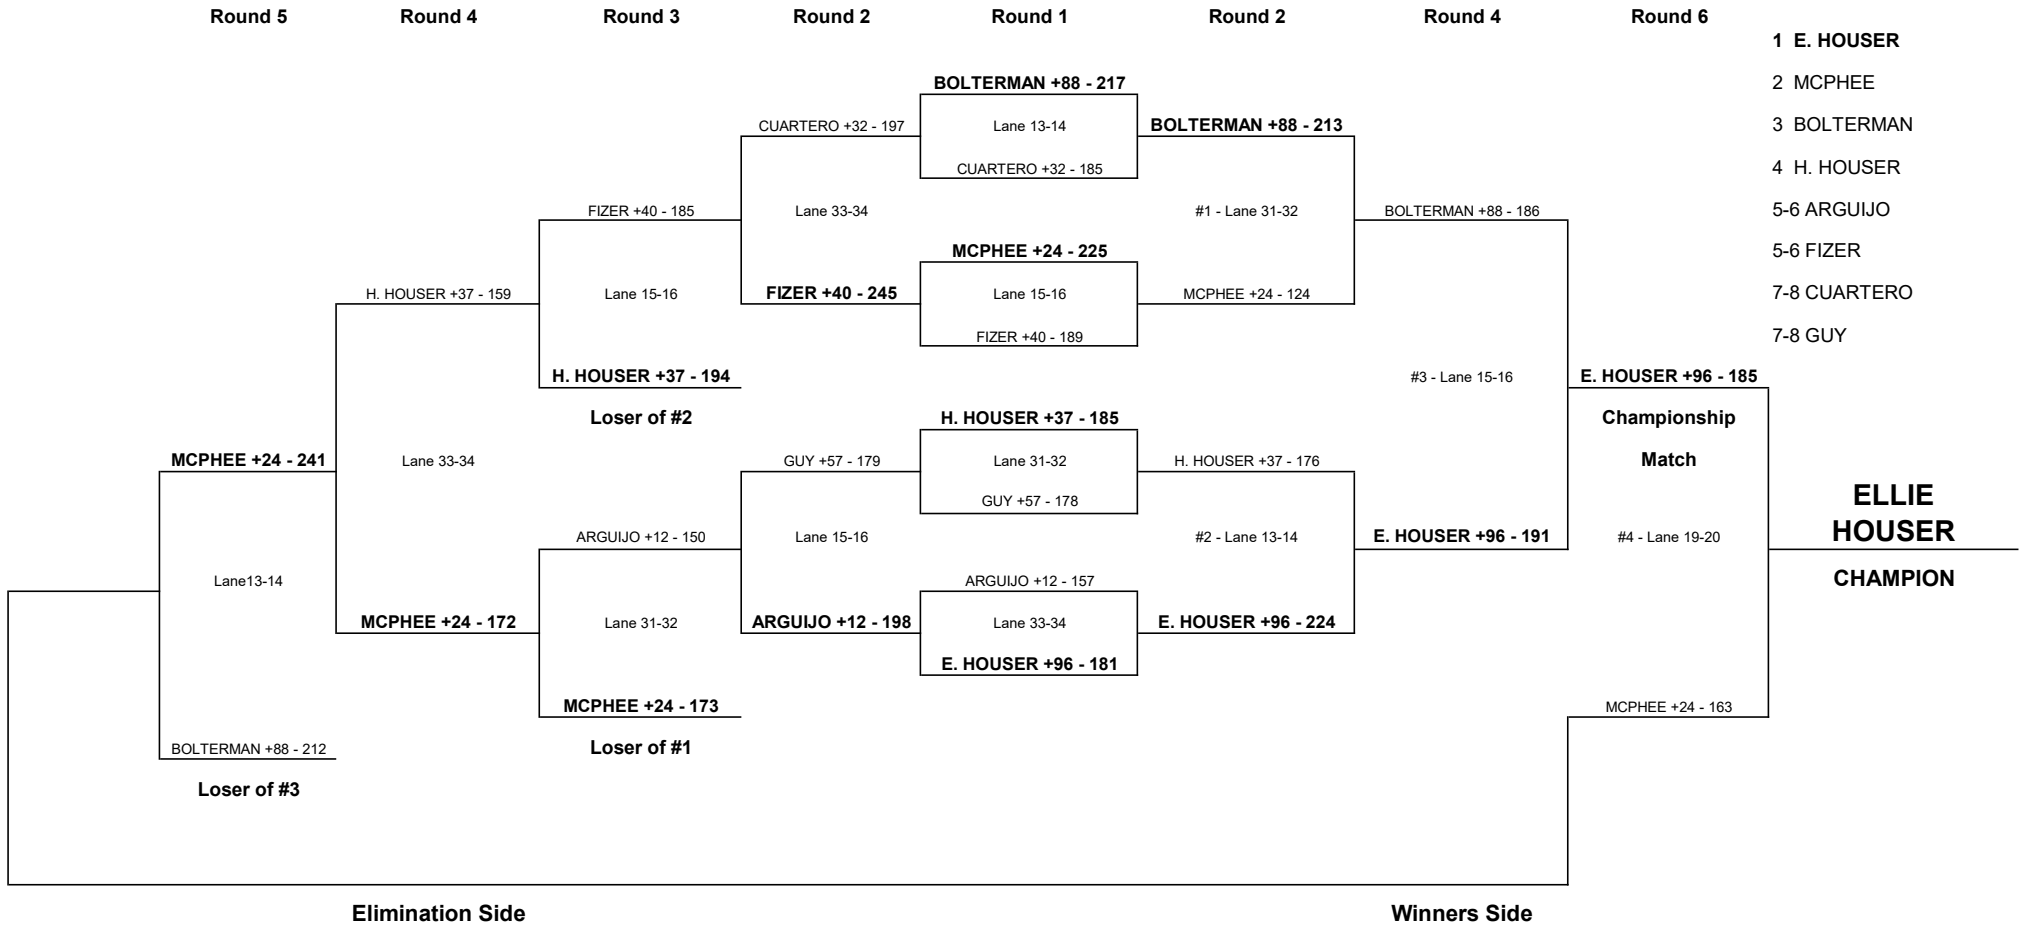 Round 5 Round 4 Round 3 Round 2 Round 1 Round 2 Round 4 Round 6
1 E. HOUSER
BOLTERMAN +88 - 217
2 MCPHEE
CUARTERO +32 - 197
Lane 13-14
BOLTERMAN +88 - 213
3 BOLTERMAN
CUARTERO +32 - 185
4 H. HOUSER
FIZER +40 - 185
Lane 33-34
#1 - Lane 31-32
BOLTERMAN +88 - 186
5-6 ARGUIJO
MCPHEE +24 - 225
5-6 FIZER
H. HOUSER +37 - 159
Lane 15-16
FIZER +40 - 245
Lane 15-16
MCPHEE +24 - 124
7-8 CUARTERO
FIZER +40 - 189
7-8 GUY
H. HOUSER +37 - 194
#3 - Lane 15-16
E. HOUSER +96 - 185
Loser of #2
H. HOUSER +37 - 185
Championship
MCPHEE +24 - 241
Lane 33-34
GUY +57 - 179
Lane 31-32
H. HOUSER +37 - 176
Match
GUY +57 - 178
ELLIE
HOUSER
ARGUIJO +12 - 150
Lane 15-16
#2 - Lane 13-14
E. HOUSER +96 - 191
#4 - Lane 19-20
Lane13-14
ARGUIJO +12 - 157
CHAMPION
MCPHEE +24 - 172
Lane 31-32
ARGUIJO +12 - 198
Lane 33-34
E. HOUSER +96 - 224
E. HOUSER +96 - 181
MCPHEE +24 - 173
MCPHEE +24 - 163
BOLTERMAN +88 - 212
Loser of #1
Loser of #3
Elimination Side
Winners Side